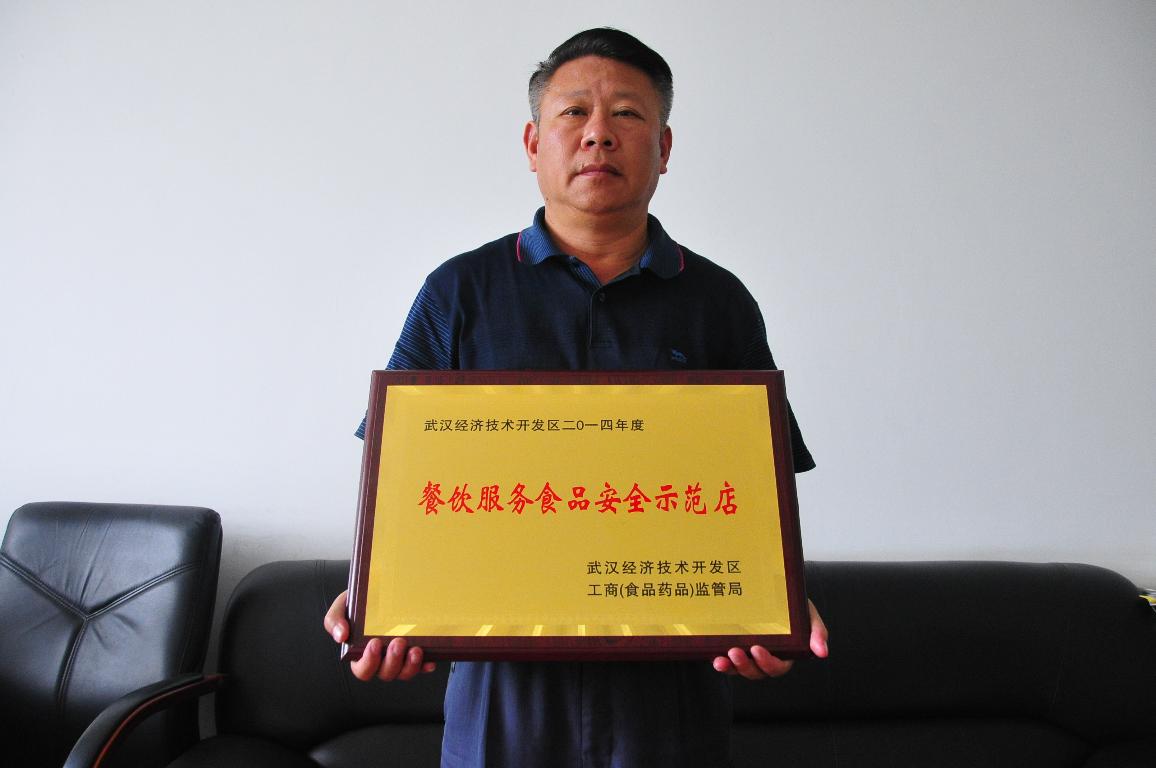 武汉经济技术开发区二0一四年度
餐饮服务食品安全示范店
武汉经济技术开发区
工商(食品药品)监管局